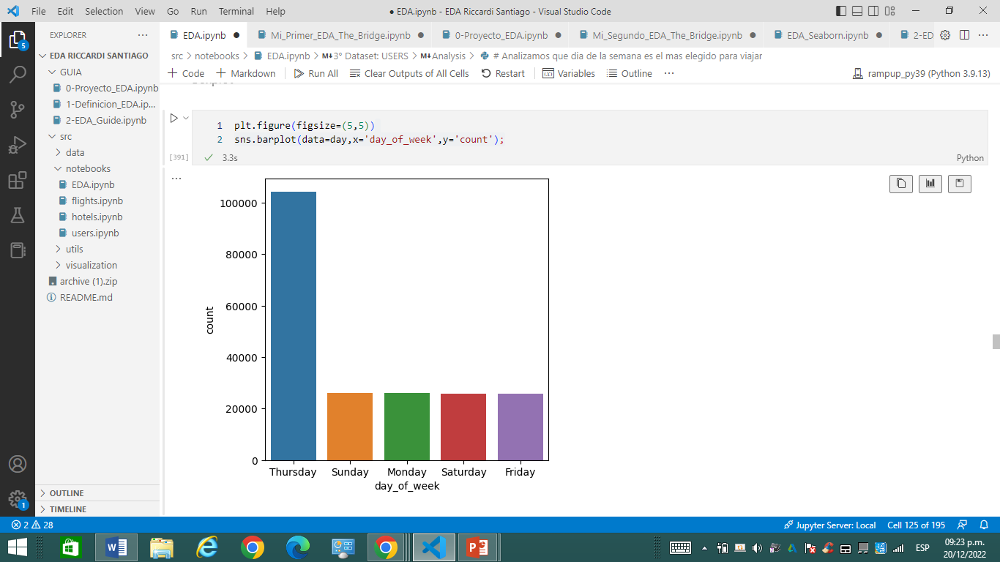 File Edit Selection View Go Run Terminal Help
● EDA.ipynb - EDA Riccardi Santiago - Visual Studio Code
EXPLORER ···
EDA RICCARDI SANTIAGO
GUIA
0-Proyecto_EDA.ipynb
1-Definicion_EDA.ip...
2-EDA_Guide.ipynb
src
data
notebooks
EDA.ipynb
flights.ipynb
hotels.ipynb
users.ipynb
utils
visualization
archive (1).zip
README.md
OUTLINE
TIMELINE
5
1
EDA.ipynb ● Mi_Primer_EDA_The_Bridge.ipynb ● 0-Proyecto_EDA.ipynb ● Mi_Segundo_EDA_The_Bridge.ipynb ● EDA_Seaborn.ipynb ● 2-ED
src > notebooks > EDA.ipynb > M↓3° Dataset: USERS > M↓Analysis > # Analizamos que dia de la semana es el mas elegido para viajar
+ Code + Markdown Run All Clear Outputs of All Cells Restart Variables Outline ··· rampup_py39 (Python 3.9.13)
1 plt.figure(figsize=(5,5))
2 sns.barplot(data=day,x='day_of_week',y='count');
[391] ✓ 3.3s Python
100000
80000
60000
40000
20000
0
count
Thursday Sunday Monday Saturday Friday
day_of_week
2 28 Jupyter Server: Local Cell 125 of 195
ESP 09:23 p.m.
20/12/2022